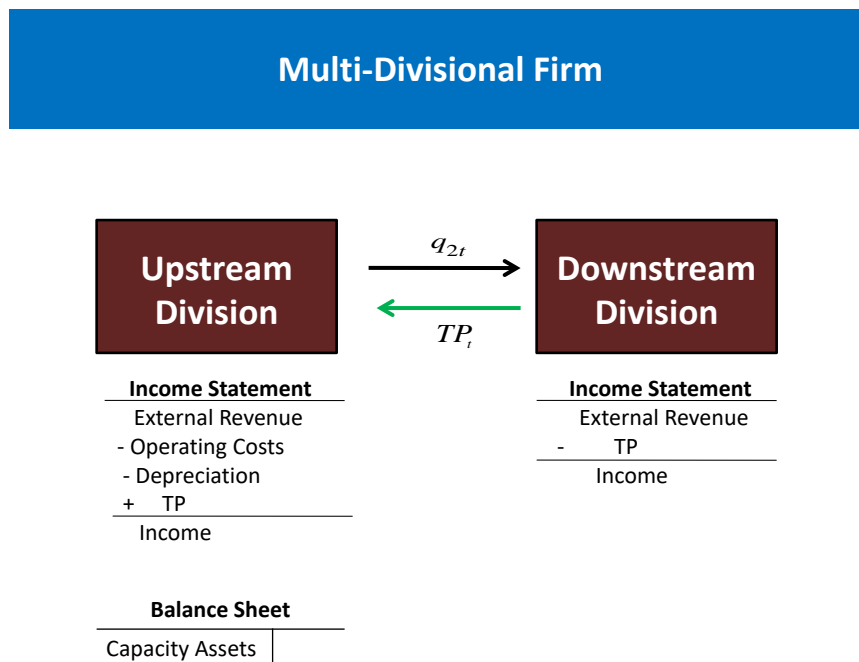 Multi-Divisional Firm
Upstream
Division
q2t
TPt
Downstream
Division
Income Statement
External Revenue
- Operating Costs
- Depreciation
+ TP
Income
Income Statement
External Revenue
- TP
Income
Balance Sheet
Capacity Assets